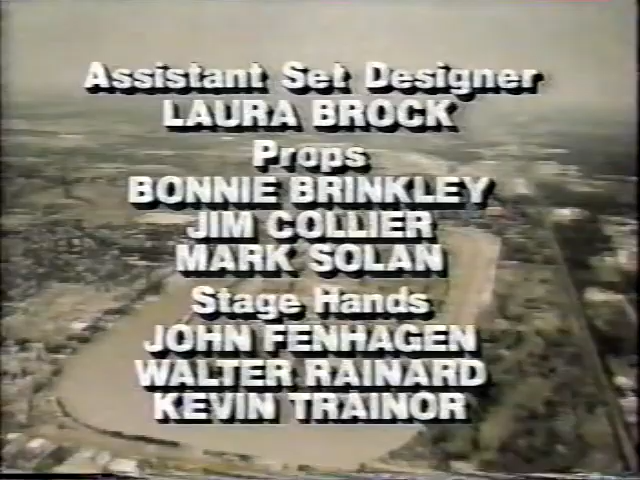 Assistant Set Designer
LAURA BROCK
Props
BONNIE BRINKLEY
JIM COLLIER
MARK SOLAN
Stage Hands
JOHN FENHAGEN
WALTER RAINARD
KEVIN TRAINOR